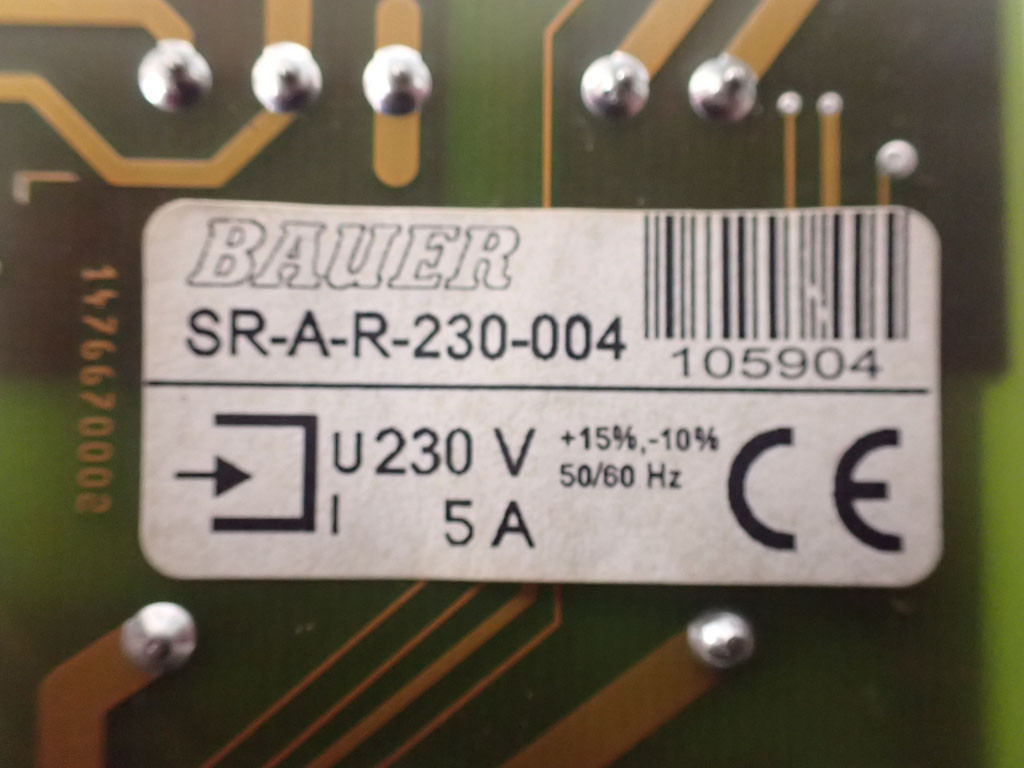 BAUER
SR-A-R-230-004
105904
U 230 V +15%,-10%
50/60 Hz
I 5 A
CE
1476670002